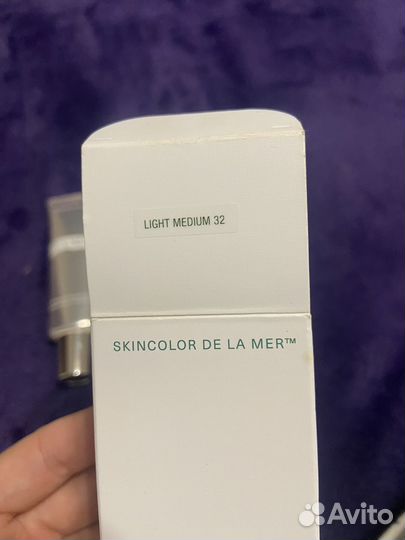 LIGHT MEDIUM 32
SKINCOLOR DE LA MER™
Avito